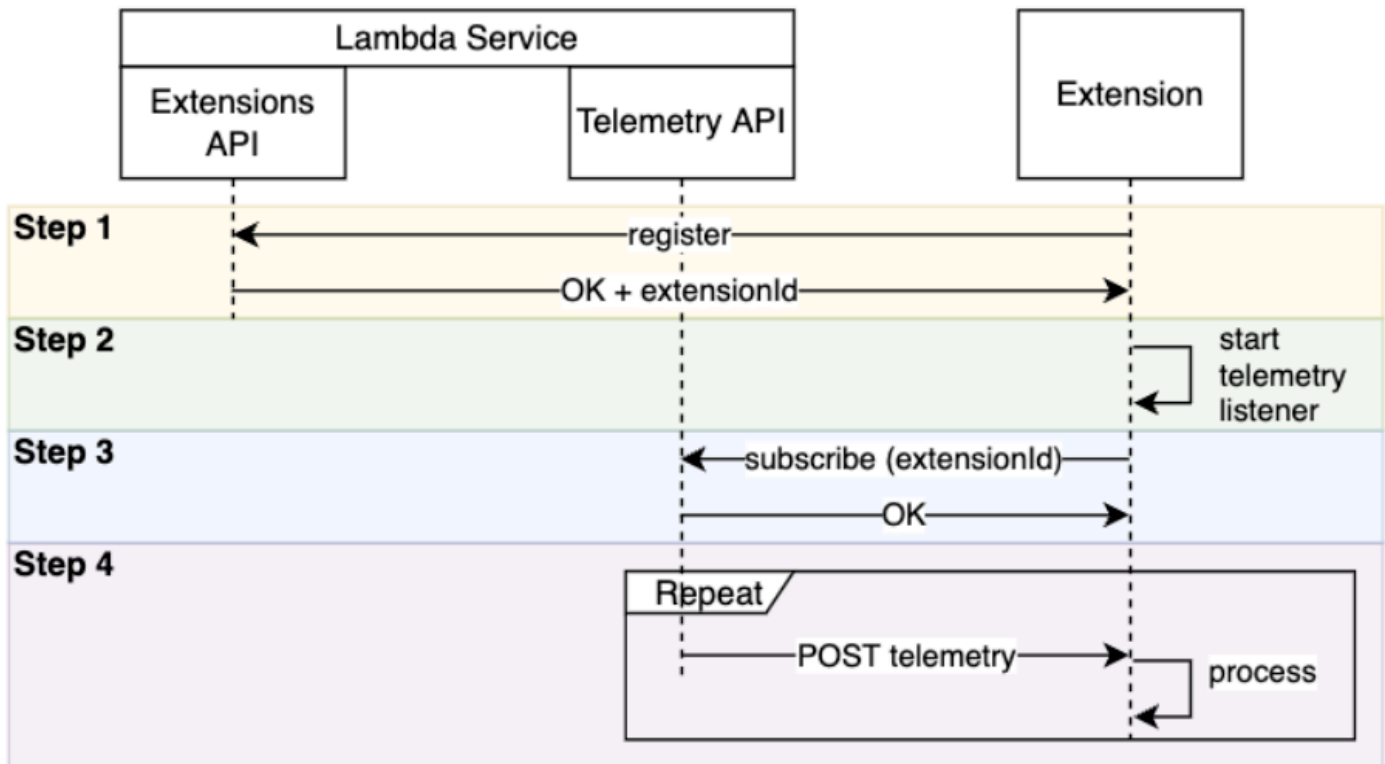 Lambda Service
Extensions
API
Telemetry API
Extension
Step 1
register
OK + extensionId
Step 2
start
telemetry
listener
Step 3
subscribe (extensionId)
OK
Step 4
Repeat
POST telemetry
process